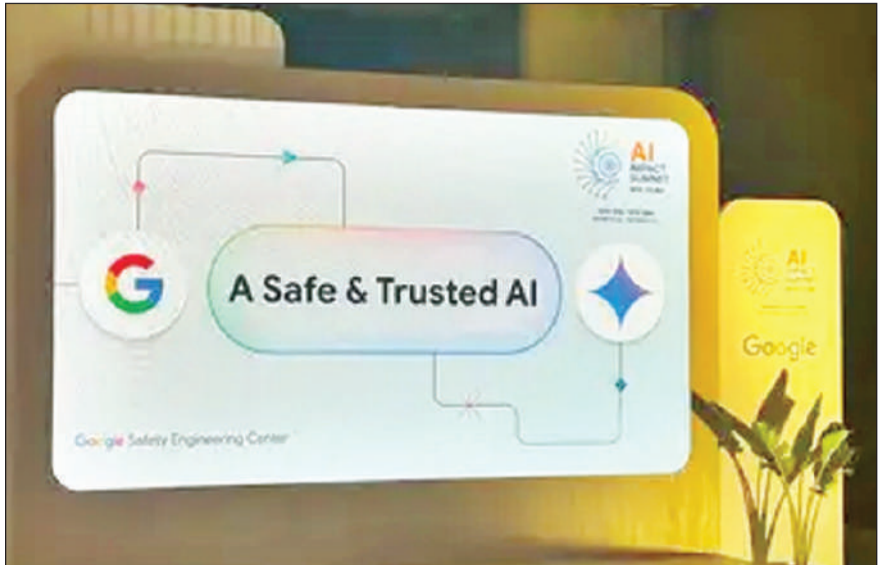 AI
IMPACT
SUMMIT
A Safe & Trusted AI
Google Safety Engineering Center
AI
Google